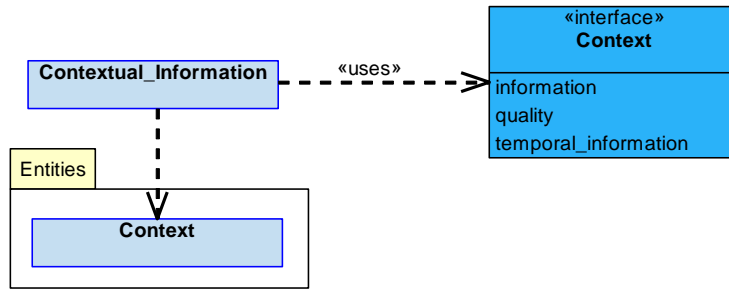 «interface»
Context
Contextual_Information
«uses»
information
quality
temporal_information
Entities
Context